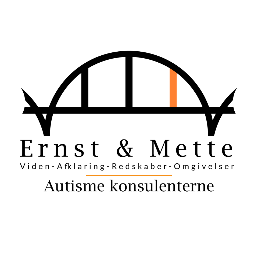 Ernst & Mette
Viden-Afklaring-Redskaber-Omgivelser
Autisme konsulenterne